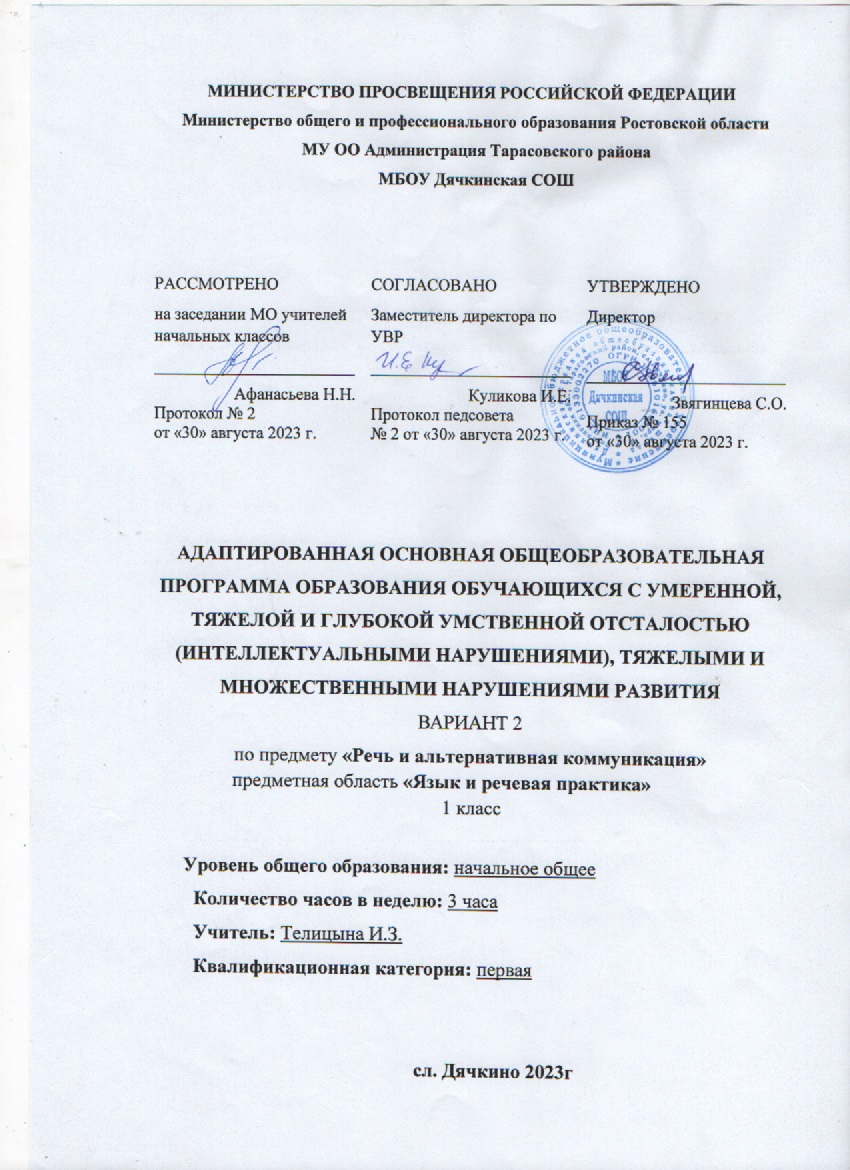 МИНИСТЕРСТВО ПРОСВЕЩЕНИЯ РОССИЙСКОЙ ФЕДЕРАЦИИ
Министерство общего и профессионального образования Ростовской области
МУ ОО Администрация Тарасовского района
МБОУ Дячкинская СОШ
РАССМОТРЕНО
на заседании МО учителей
начальных классов
Афанасьева Н.Н.
Протокол № 2
от «30» августа 2023 г.
СОГЛАСОВАНО
Заместитель директора по
УВР
Куликова И.Е.
Протокол педсовета
№ 2 от «30» августа 2023 г.
УТВЕРЖДЕНО
Директор
Звягинцева С.О.
Приказ № 155
от «30» августа 2023 г.
МБОУ
Дячкинская
СОШ
АДАПТИРОВАННАЯ ОСНОВНАЯ ОБЩЕОБРАЗОВАТЕЛЬНАЯ
ПРОГРАММА ОБРАЗОВАНИЯ ОБУЧАЮЩИХСЯ С УМЕРЕННОЙ,
ТЯЖЕЛОЙ И ГЛУБОКОЙ УМСТВЕННОЙ ОТСТАЛОСТЬЮ
(ИНТЕЛЛЕКТУАЛЬНЫМИ НАРУШЕНИЯМИ), ТЯЖЕЛЫМИ И
МНОЖЕСТВЕННЫМИ НАРУШЕНИЯМИ РАЗВИТИЯ
ВАРИАНТ 2
по предмету «Речь и альтернативная коммуникация»
предметная область «Язык и речевая практика»
1 класс
Уровень общего образования: начальное общее
Количество часов в неделю: 3 часа
Учитель: Телицына И.З.
Квалификационная категория: первая
сл. Дячкино 2023г